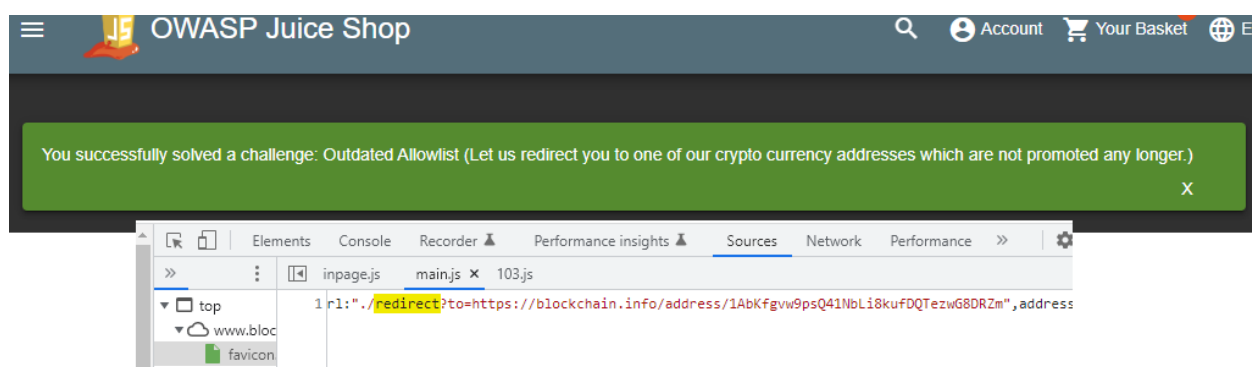 OWASP Juice Shop Account Your Basket
You successfully solved a challenge: Outdated Allowlist (Let us redirect you to one of our crypto currency addresses which are not promoted any longer.)
X
Elements Console Recorder Performance insights Sources Network Performance »
» inpage.js main.js × 103.js
top
www.bloc
favicon.
1 rl:"./redirect?to=https://blockchain.info/address/1AbKfgvw9psQ41NbLi8kufDQTezwG8DRZm",address